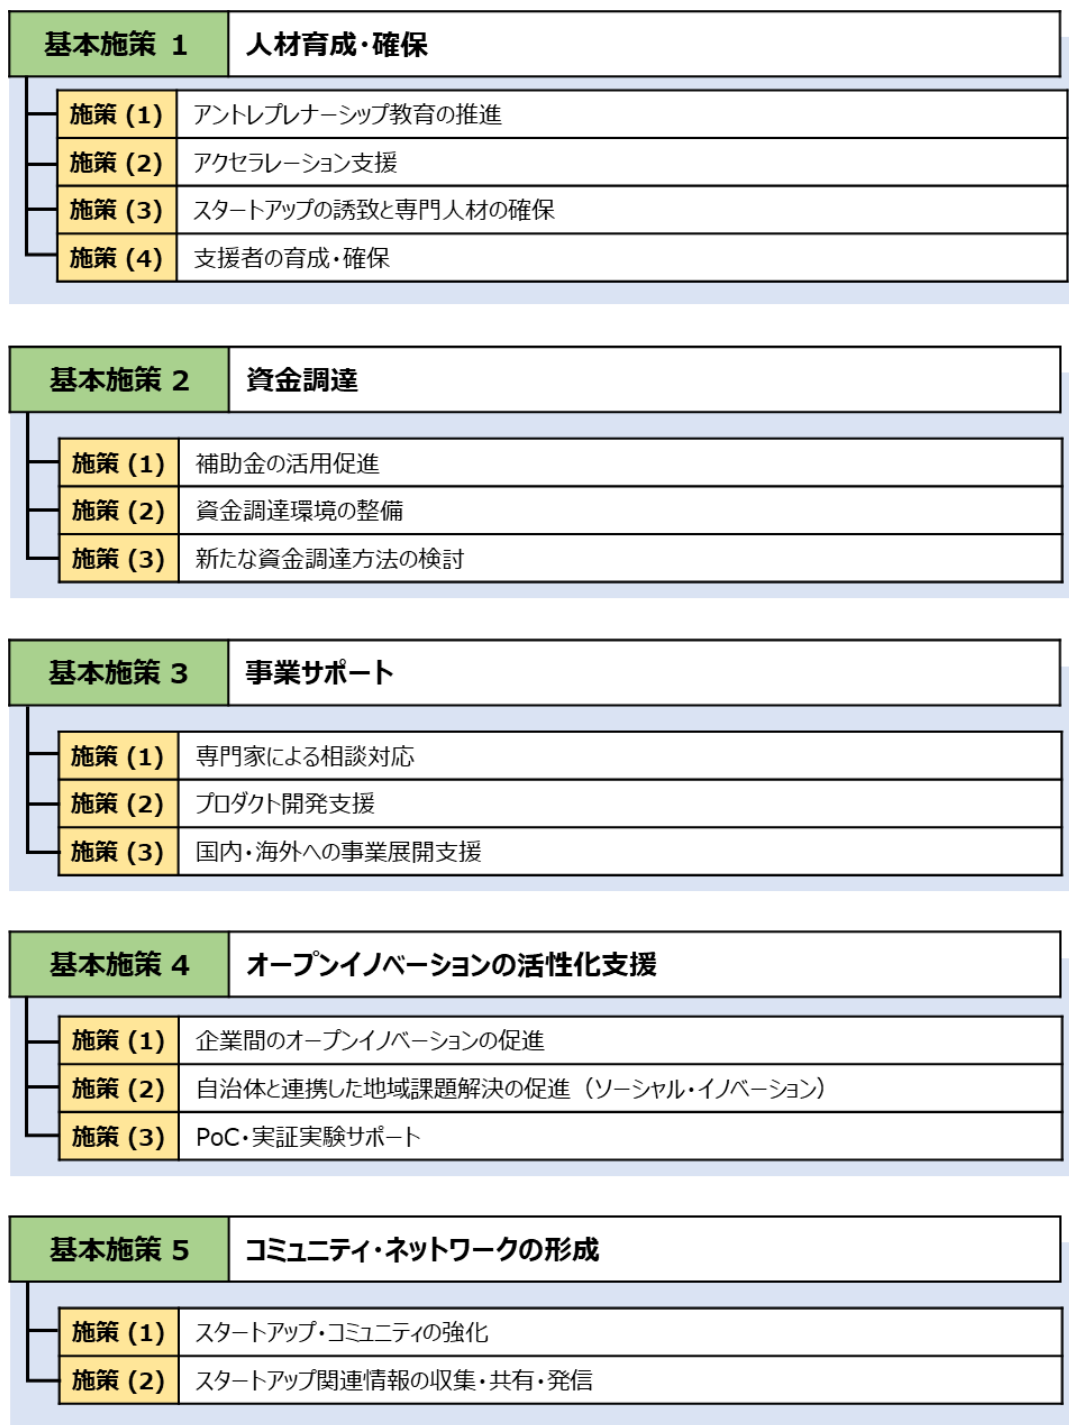 基本施策 1 人材育成・確保
施策 (1) アントレプレナーシップ教育の推進
施策 (2) アクセラレーション支援
施策 (3) スタートアップの誘致と専門人材の確保
施策 (4) 支援者の育成・確保
基本施策 2 資金調達
施策 (1) 補助金の活用促進
施策 (2) 資金調達環境の整備
施策 (3) 新たな資金調達方法の検討
基本施策 3 事業サポート
施策 (1) 専門家による相談対応
施策 (2) プロダクト開発支援
施策 (3) 国内・海外への事業展開支援
基本施策 4 オープンイノベーションの活性化支援
施策 (1) 企業間のオープンイノベーションの促進
施策 (2) 自治体と連携した地域課題解決の促進（ソーシャル・イノベーション）
施策 (3) PoC・実証実験サポート
基本施策 5 コミュニティ・ネットワークの形成
施策 (1) スタートアップ・コミュニティの強化
施策 (2) スタートアップ関連情報の収集・共有・発信